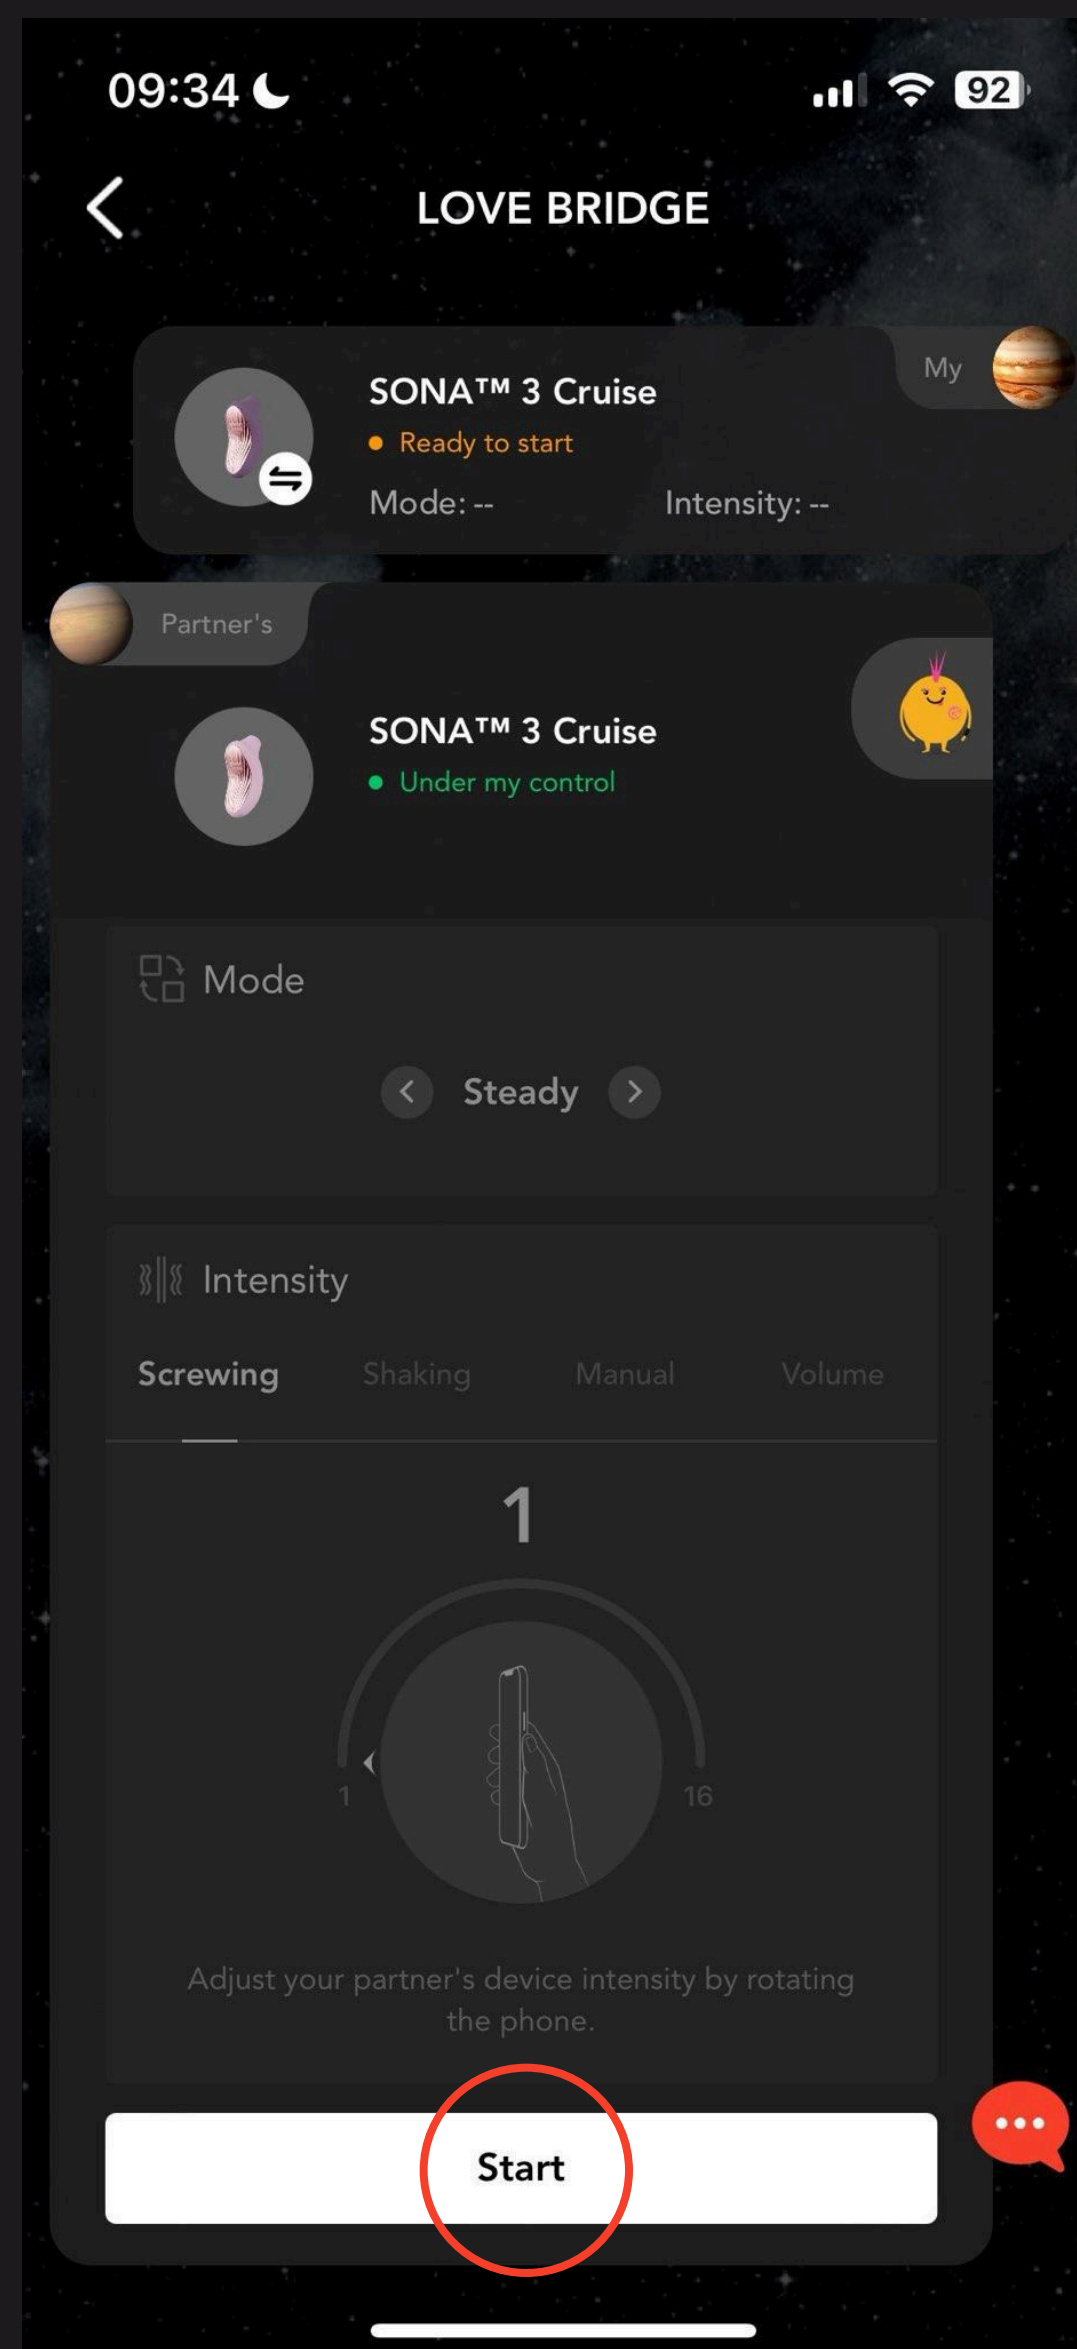 09:34
92
LOVE BRIDGE
My
SONA™ 3 Cruise
Ready to start
Mode: -- Intensity: --
Partner's
SONA™ 3 Cruise
Under my control
Mode
Steady
Intensity
Screwing Shaking Manual Volume
1
1 16
Adjust your partner's device intensity by rotating
the phone.
Start